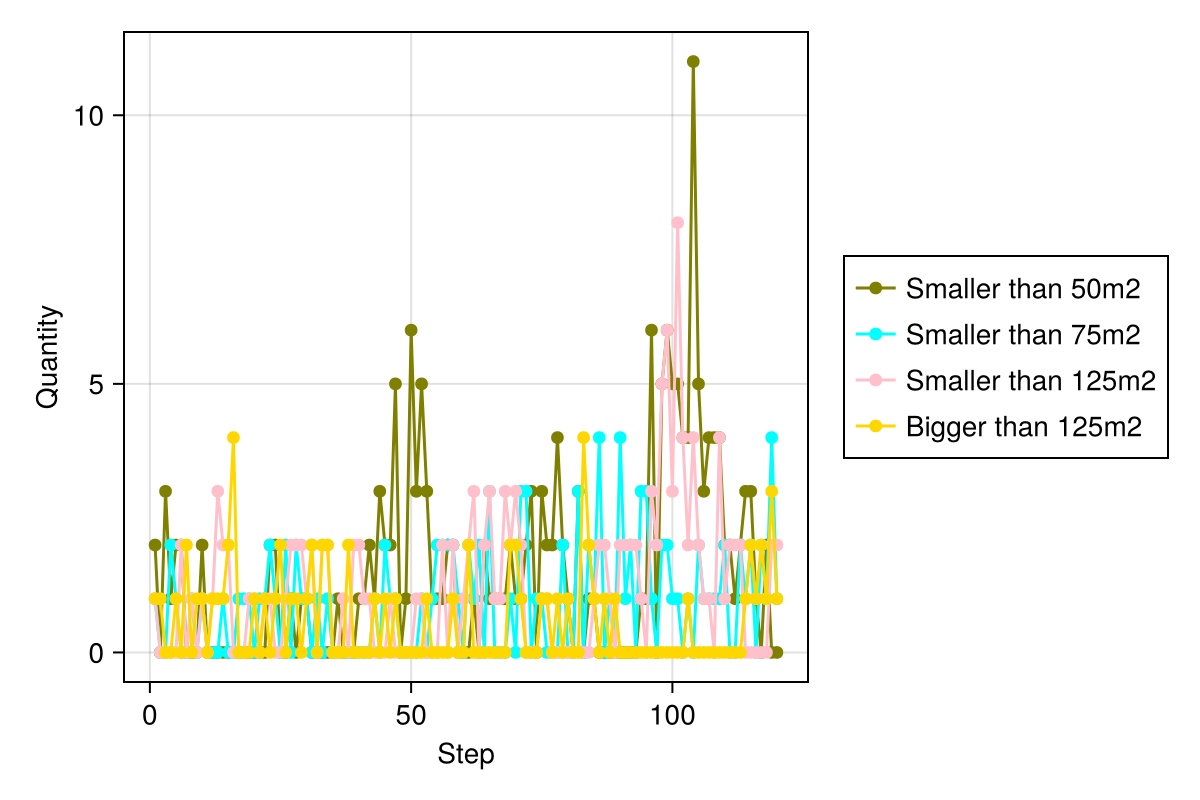 10
5
0
Quantity
0 50 100
Step
Smaller than 50m2
Smaller than 75m2
Smaller than 125m2
Bigger than 125m2